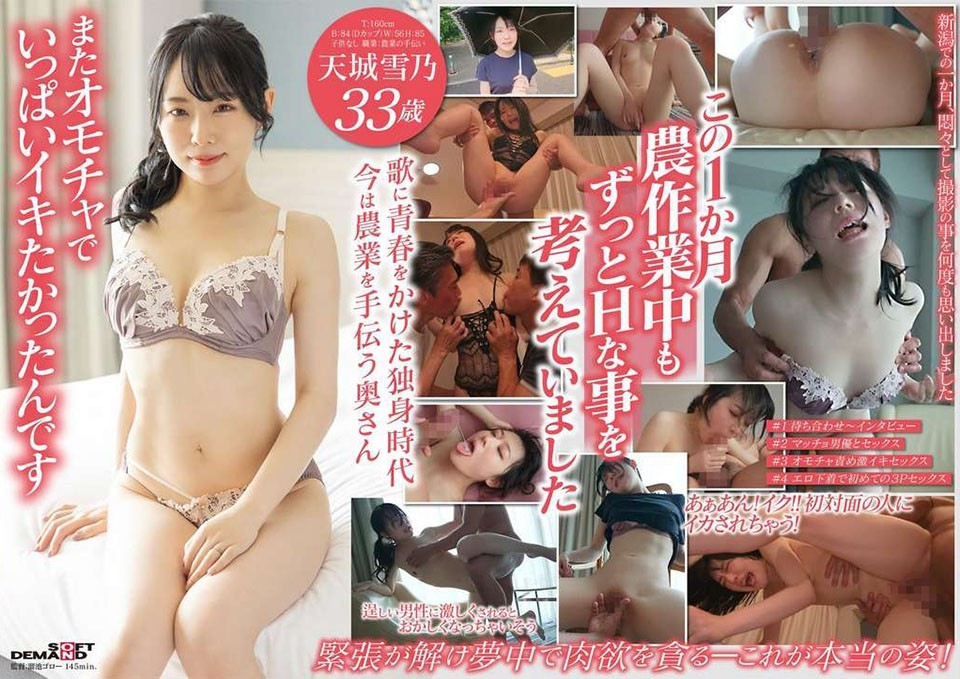 またオモチャで
いっぱいイキたかったんです
T:160cm
B:84(Dカップ) W:56 H:85
子供なし 職業:農業の手伝い
天城雪乃
33歳
歌に青春をかけた独身時代
今は農業を手伝う奥さん
この1か月
農作業中も
ずっとHな事を
考えていました
新潟での一か月、悶々として撮影の事を何度も思い出しました
#1 待ち合わせ～インタビュー
#2 マッチョ男優とセックス
#3 オモチャ責め激イキセックス
#4 エロ下着で初めての3Pセックス
あぁあん!イク!!初対面の人に
イカされちゃう!
逞しい男性に激しくされると
おかしくなっちゃいそう
緊張が解け夢中で肉欲を貪る―これが本当の姿!
SOFT
DEMAND
監督:溜池ゴロー 145min.